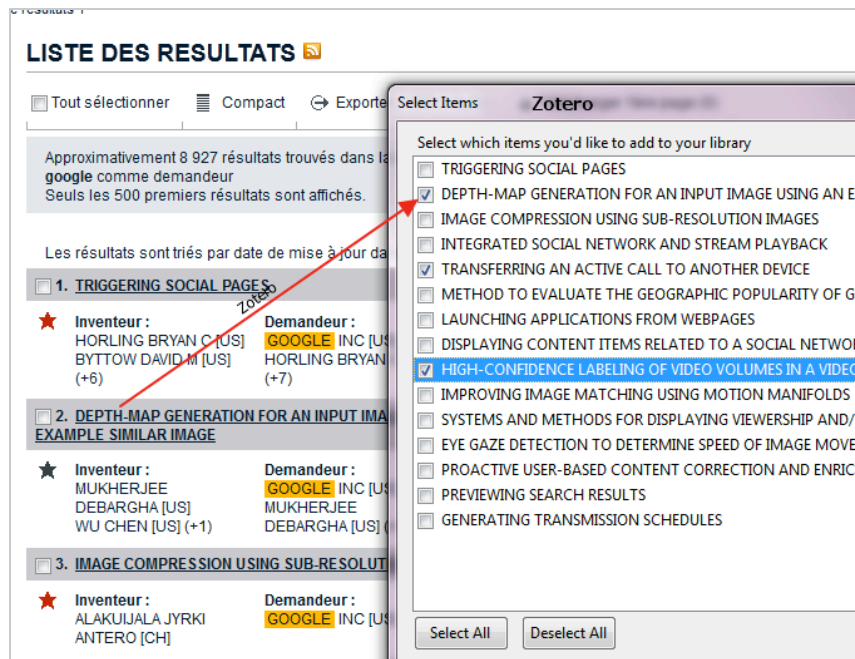 LISTE DES RESULTATS
Tout sélectionner Compact Exporte
Approximativement 8 927 résultats trouvés dans la
google comme demandeur
Seuls les 500 premiers résultats sont affichés.
Les résultats sont triés par date de mise à jour da
1. TRIGGERING SOCIAL PAGES
Zotero
Inventeur : Demandeur :
HORLING BRYAN C [US] GOOGLE INC [US
BYTTOW DAVID M [US] HORLING BRYAN
(+6) (+7)
2. DEPTH-MAP GENERATION FOR AN INPUT IMA
EXAMPLE SIMILAR IMAGE
Inventeur : Demandeur :
MUKHERJEE GOOGLE INC [US
DEBARGHA [US] MUKHERJEE
WU CHEN [US] (+1) DEBARGHA [US] (
3. IMAGE COMPRESSION USING SUB-RESOLUT
Inventeur : Demandeur :
ALAKUIJALA JYRKI GOOGLE INC [US
ANTERO [CH]
Select Items Zotero
Select which items you'd like to add to your library
TRIGGERING SOCIAL PAGES
DEPTH-MAP GENERATION FOR AN INPUT IMAGE USING AN E
IMAGE COMPRESSION USING SUB-RESOLUTION IMAGES
INTEGRATED SOCIAL NETWORK AND STREAM PLAYBACK
TRANSFERRING AN ACTIVE CALL TO ANOTHER DEVICE
METHOD TO EVALUATE THE GEOGRAPHIC POPULARITY OF G
LAUNCHING APPLICATIONS FROM WEBPAGES
DISPLAYING CONTENT ITEMS RELATED TO A SOCIAL NETWO
HIGH-CONFIDENCE LABELING OF VIDEO VOLUMES IN A VIDEO
IMPROVING IMAGE MATCHING USING MOTION MANIFOLDS
SYSTEMS AND METHODS FOR DISPLAYING VIEWERSHIP AND/
EYE GAZE DETECTION TO DETERMINE SPEED OF IMAGE MOVE
PROACTIVE USER-BASED CONTENT CORRECTION AND ENRIC
PREVIEWING SEARCH RESULTS
GENERATING TRANSMISSION SCHEDULES
Select All Deselect All